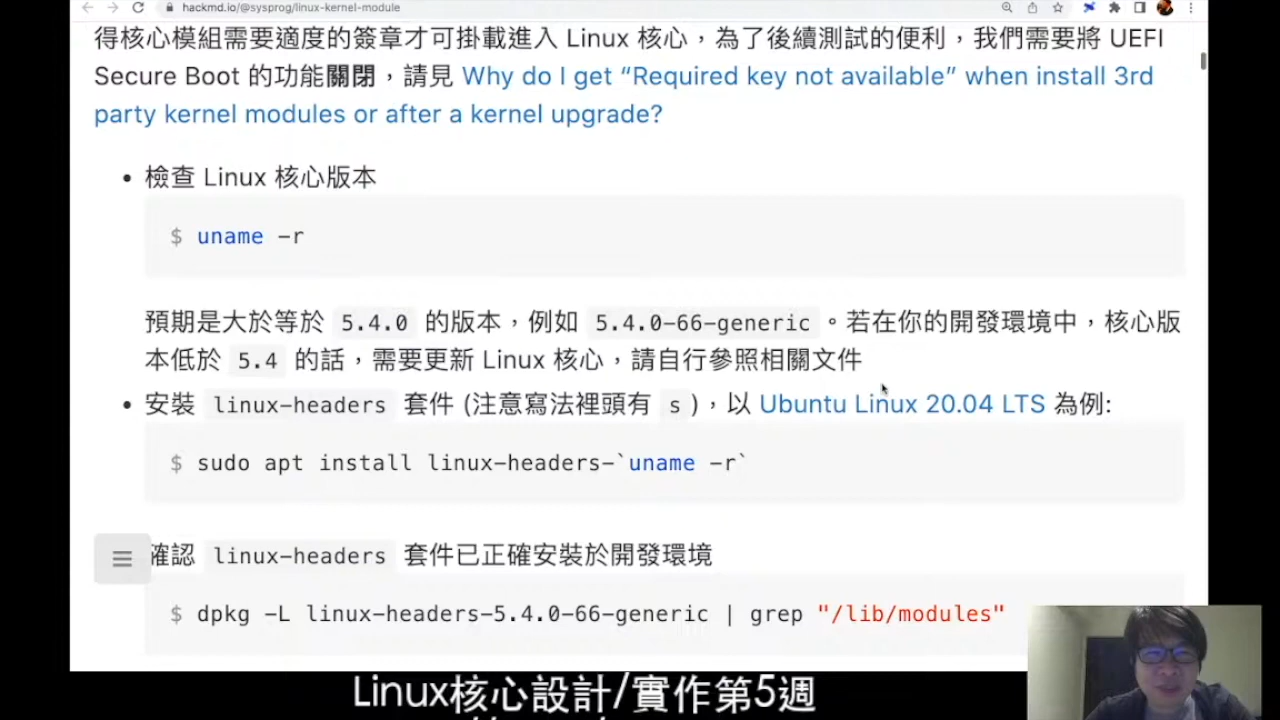 hackmd.io/@sysprog/linux-kernel-module
得核心模組需要適度的簽章才可掛載進入 Linux 核心，為了後續測試的便利，我們需要將 UEFI
Secure Boot 的功能關閉，請見 Why do I get “Required key not available” when install 3rd
party kernel modules or after a kernel upgrade?
• 檢查 Linux 核心版本
$ uname -r
預期是大於等於 5.4.0 的版本，例如 5.4.0-66-generic 。若在你的開發環境中，核心版
本低於 5.4 的話，需要更新 Linux 核心，請自行參照相關文件
• 安裝 linux-headers 套件 (注意寫法裡頭有 s )，以 Ubuntu Linux 20.04 LTS 為例:
$ sudo apt install linux-headers-`uname -r`
確認 linux-headers 套件已正確安裝於開發環境
$ dpkg -L linux-headers-5.4.0-66-generic | grep "/lib/modules"
Linux核心設計/實作第5週